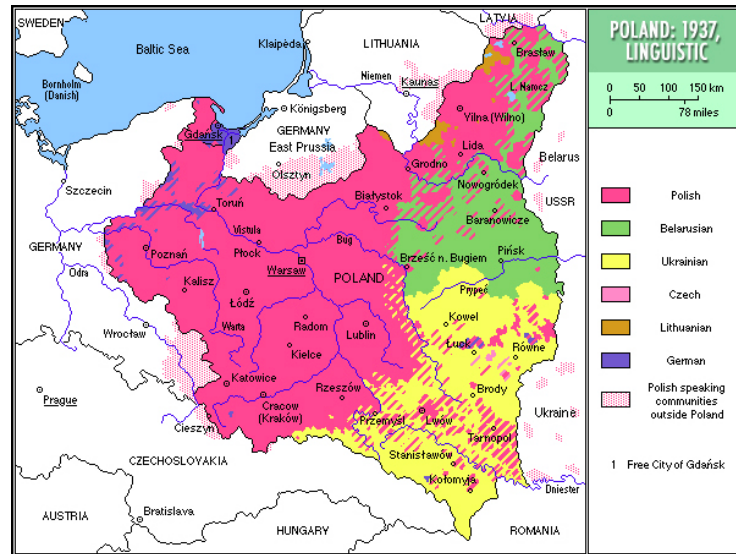 POLAND: 1937,
LINGUISTIC
0 50 100 150 km
0 78 miles
Polish
Belarusian
Ukrainian
Czech
Lithuanian
German
Polish speaking
communities
outside Poland
1 Free City of Gdańsk
SWEDEN
Baltic Sea
Klaipėda
LITHUANIA
LATVIA
Brasław
Bornholm
(Danish)
Niemen
Kaunas
L. Narocz
Königsberg
Yilna (Wilno)
Gdańsk
1
GERMANY
East Prussia
Lida
Belarus
Grodno
Szczecin
Olsztyn
Nowogródek
USSR
Toruń
Białystok
Baranowicze
GERMANY
Vistula
Bug
Poznań
Płock
Brześć n. Bugiem
Pińsk
Odra
Warsaw
POLAND
Kalisz
Prypeć
Łódź
Kowel
Wrocław
Warta
Radom
Lublin
Łuck
Równe
Kielce
Prague
Katowice
Rzeszów
Brody
Cracow
(Kraków)
Przemyśl
Lwów
Ukraine
Cieszyn
Tarnopol
CZECHOSLOYAKIA
Stanisławów
Kołomyja
Dniester
AUSTRIA
Bratislava
HUNGARY
ROMANIA